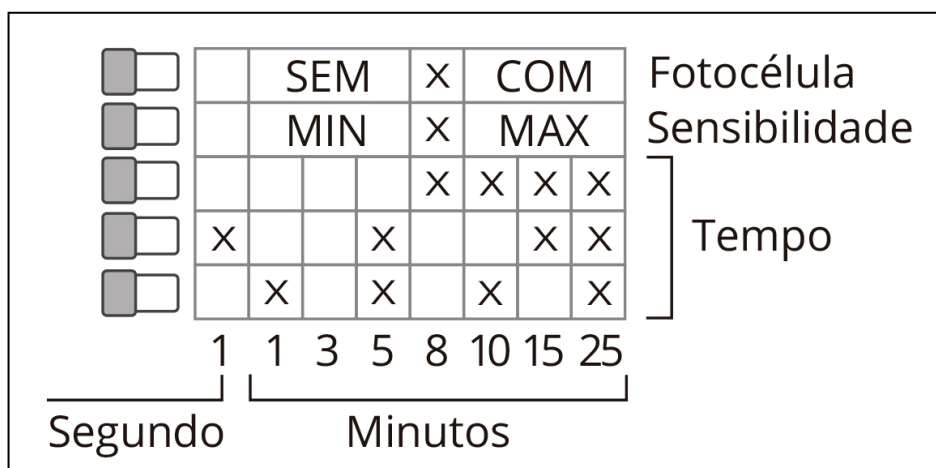 SEM x COM Fotocélula
MIN x MAX Sensibilidade
x x x x
x x x x Tempo
x x x x
1 1 3 5 8 10 15 25
Segundo Minutos